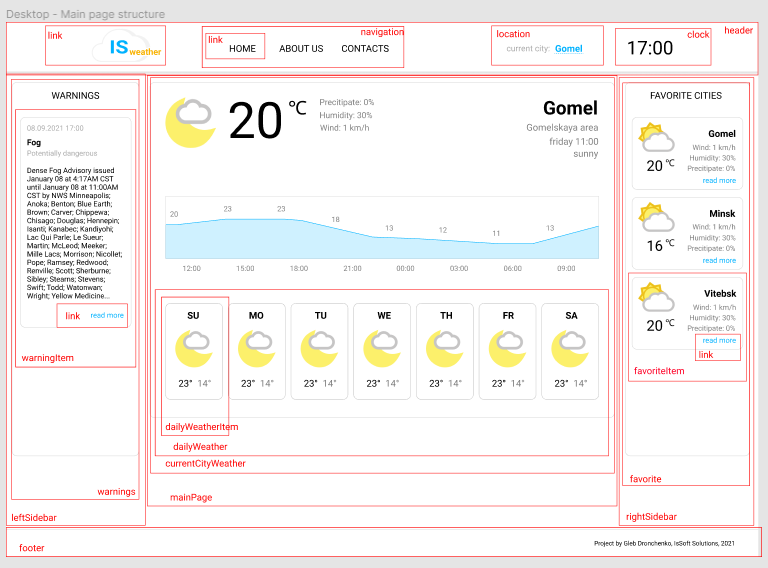 Desktop - Main page structure
link
IS weather
navigation
link
HOME
ABOUT US
CONTACTS
location
current city: Gomel
clock
17:00
header
WARNINGS
08.09.2021 17:00
Fog
Potentially dangerous
Dense Fog Advisory issued
January 08 at 4:17AM CST
until January 08 at 11:00AM
CST by NWS Minneapolis;
Anoka; Benton; Blue Earth;
Brown; Carver; Chippewa;
Chisago; Douglas; Hennepin;
Isanti; Kanabec; Kandiyohi;
Lac Qui Parle; Le Sueur;
Martin; McLeod; Meeker;
Mille Lacs; Morrison; Nicollet;
Pope; Ramsey; Redwood;
Renville; Scott; Sherburne;
Sibley; Stearns; Stevens;
Swift; Todd; Watonwan;
Wright; Yellow Medicine...
link
read more
warningItem
warnings
leftSidebar
20 °C
Precitipate: 0%
Humidity: 30%
Wind: 1 km/h
Gomel
Gomelskaya area
friday 11:00
sunny
20 23 23 18 13 12 11 13
12:00 15:00 18:00 21:00 00:00 03:00 06:00 09:00
SU MO TU WE TH FR SA
23° 14° 23° 14° 23° 14° 23° 14° 23° 14° 23° 14° 23° 14°
dailyWeatherItem
dailyWeather
currentCityWeather
mainPage
FAVORITE CITIES
Gomel
Wind: 1 km/h
Humidity: 30%
20 °C
Precitipate: 0%
read more
Minsk
Wind: 1 km/h
Humidity: 30%
16 °C
Precitipate: 0%
read more
Vitebsk
Wind: 1 km/h
Humidity: 30%
20 °C
Precitipate: 0%
read more
link
favoriteItem
favorite
rightSidebar
footer
Project by Gleb Dronchenko, IsSoft Solutions, 2021